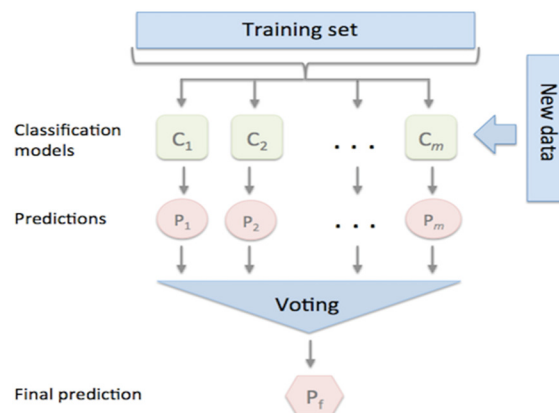 Training set
New data
Classification
models
C1 C2 . . . Cm
Predictions
P1 P2 . . . Pm
Voting
Final prediction
Pf